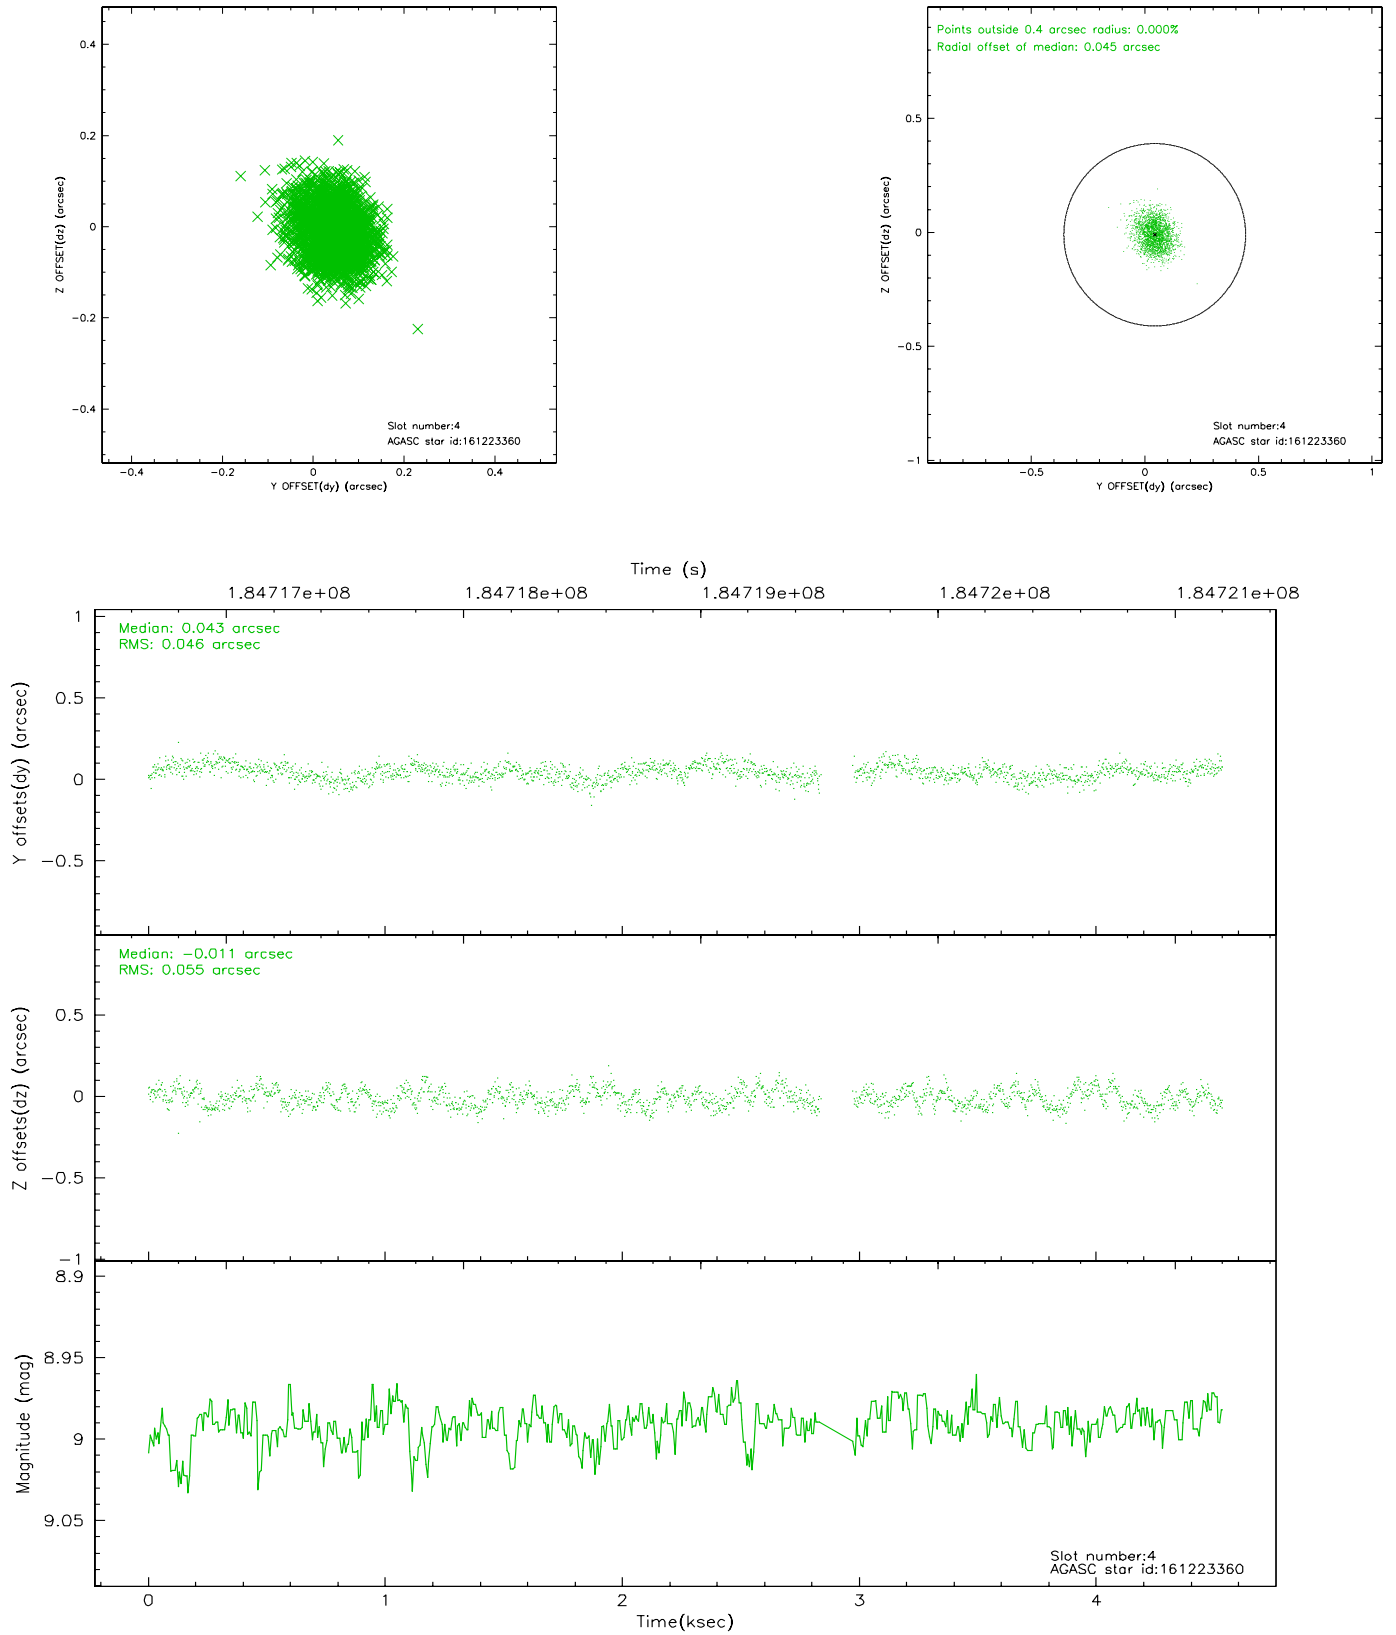 0.4
0.2
0
−0.2
−0.4
Z OFFSET(dz) (arcsec)
Slot number:4
AGASC star id:161223360
−0.4 −0.2 0 0.2 0.4
Y OFFSET(dy) (arcsec)
Points outside 0.4 arcsec radius: 0.000%
Radial offset of median: 0.045 arcsec
0.5
0
−0.5
−1
Z OFFSET(dz) (arcsec)
Slot number:4
AGASC star id:161223360
−0.5 0 0.5 1
Y OFFSET(dy) (arcsec)
Time (s)
1.84717e+08 1.84718e+08 1.84719e+08 1.8472e+08 1.84721e+08
Median: 0.043 arcsec
RMS: 0.046 arcsec
1
0.5
0
−0.5
Y offsets(dy) (arcsec)
Median: −0.011 arcsec
RMS: 0.055 arcsec
0.5
0
−0.5
−1
Z offsets(dz) (arcsec)
8.9
8.95
9
9.05
Magnitude (mag)
Slot number:4
AGASC star id:161223360
0 1 2 3 4
Time(ksec)